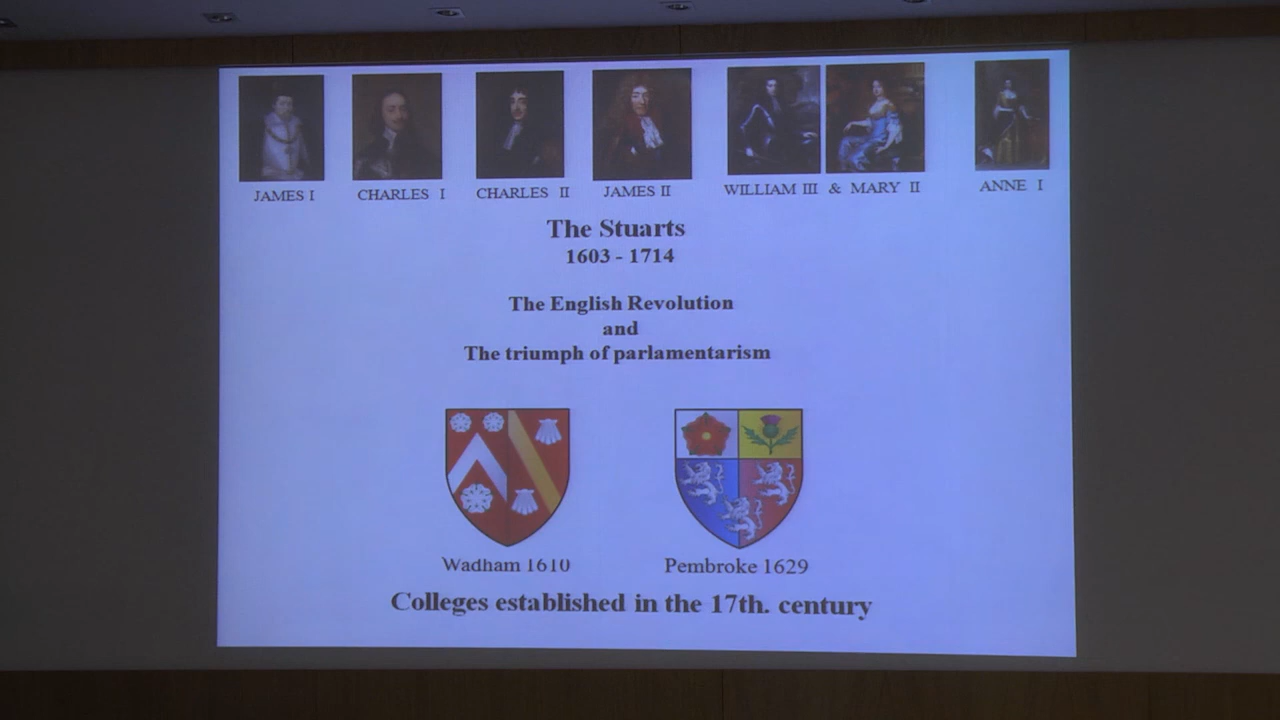 JAMES I
CHARLES I
CHARLES II
JAMES II
WILLIAM III & MARY II
ANNE I
The Stuarts
1603 - 1714
The English Revolution
and
The triumph of parlamentarism
Wadham 1610
Pembroke 1629
Colleges established in the 17th. century